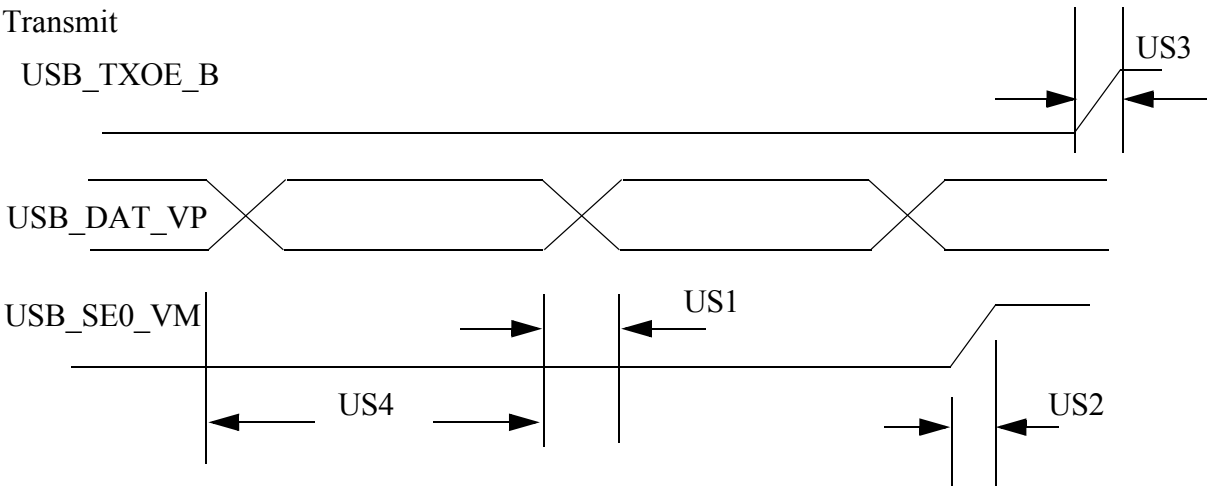 Transmit
US3
USB_TXOE_B
USB_DAT_VP
US1
USB_SE0_VM
US4
US2